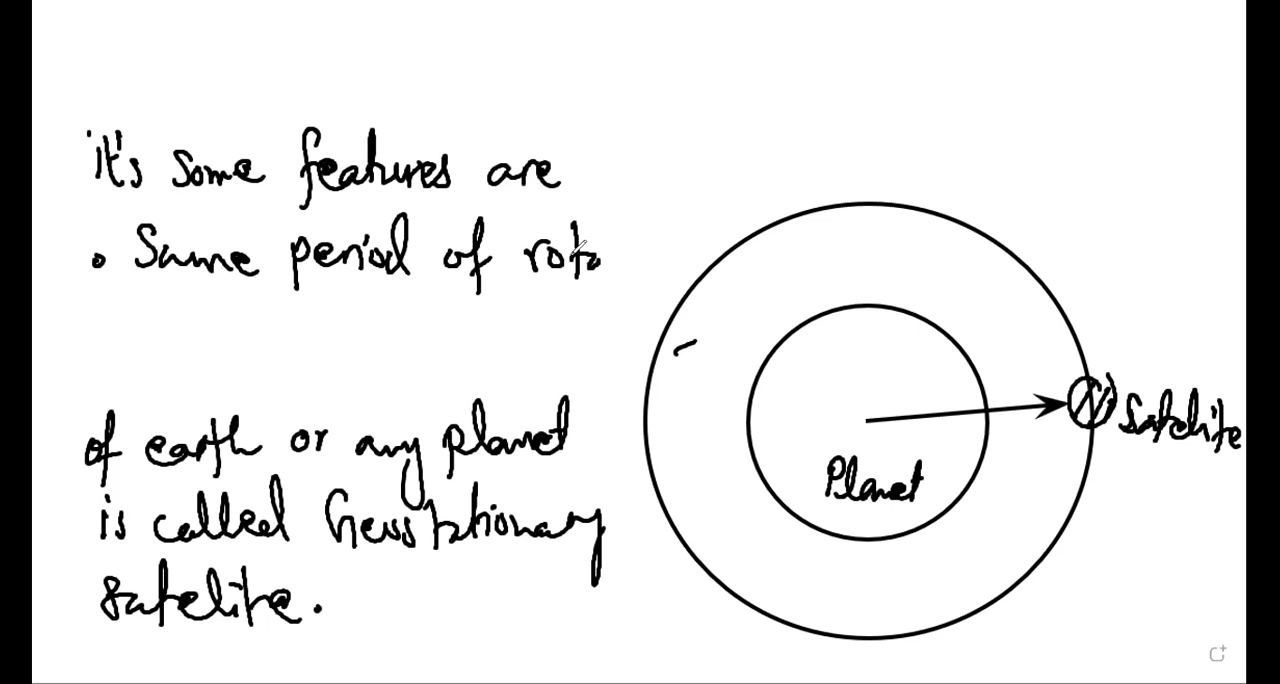 it's some features are
• Same period of rota
of earth or any planet
is called Geostationary
satelite.
Planet
Satelite